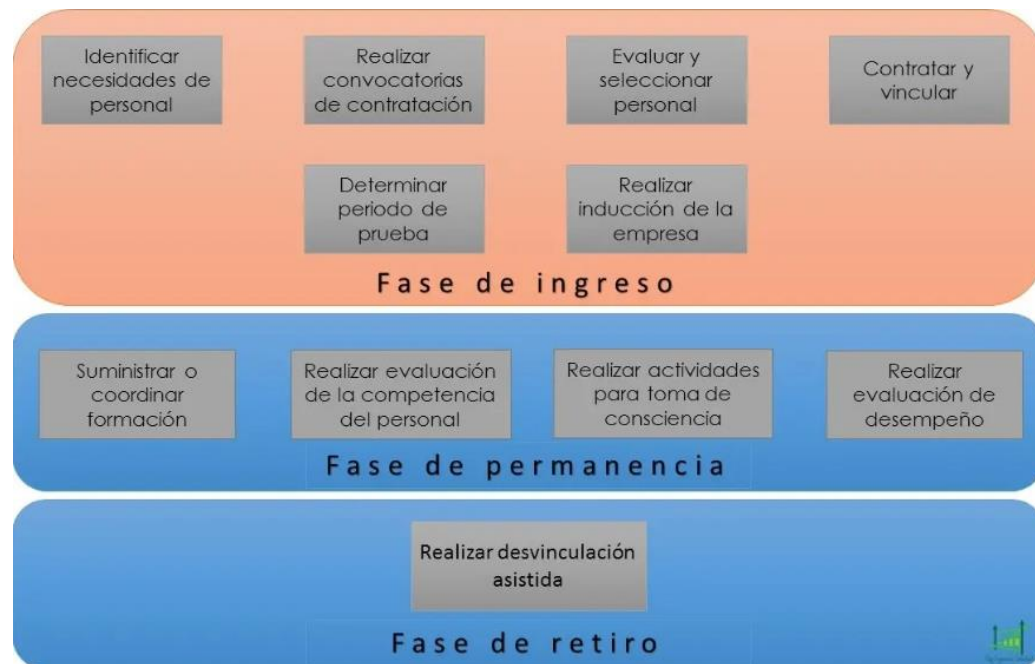 Identificar
necesidades de
personal
Realizar
convocatorias
de contratación
Evaluar y
seleccionar
personal
Contratar y
vincular
Determinar
periodo de
prueba
Realizar
inducción de la
empresa
Fase de ingreso
Suministrar o
coordinar
formación
Realizar evaluación
de la competencia
del personal
Realizar actividades
para toma de
consciencia
Realizar
evaluación de
desempeño
Fase de permanencia
Realizar desvinculación
asistida
Fase de retiro